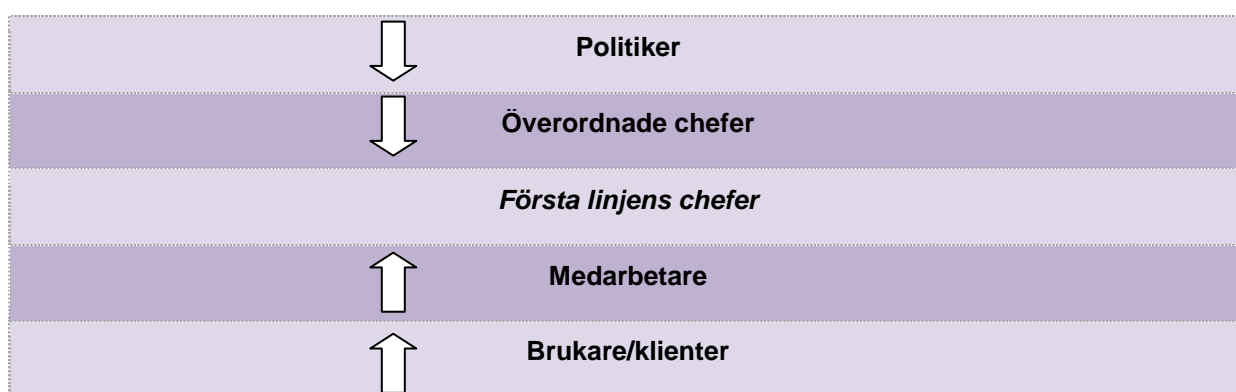 Politiker
Överordnade chefer
Första linjens chefer
Medarbetare
Brukare/klienter